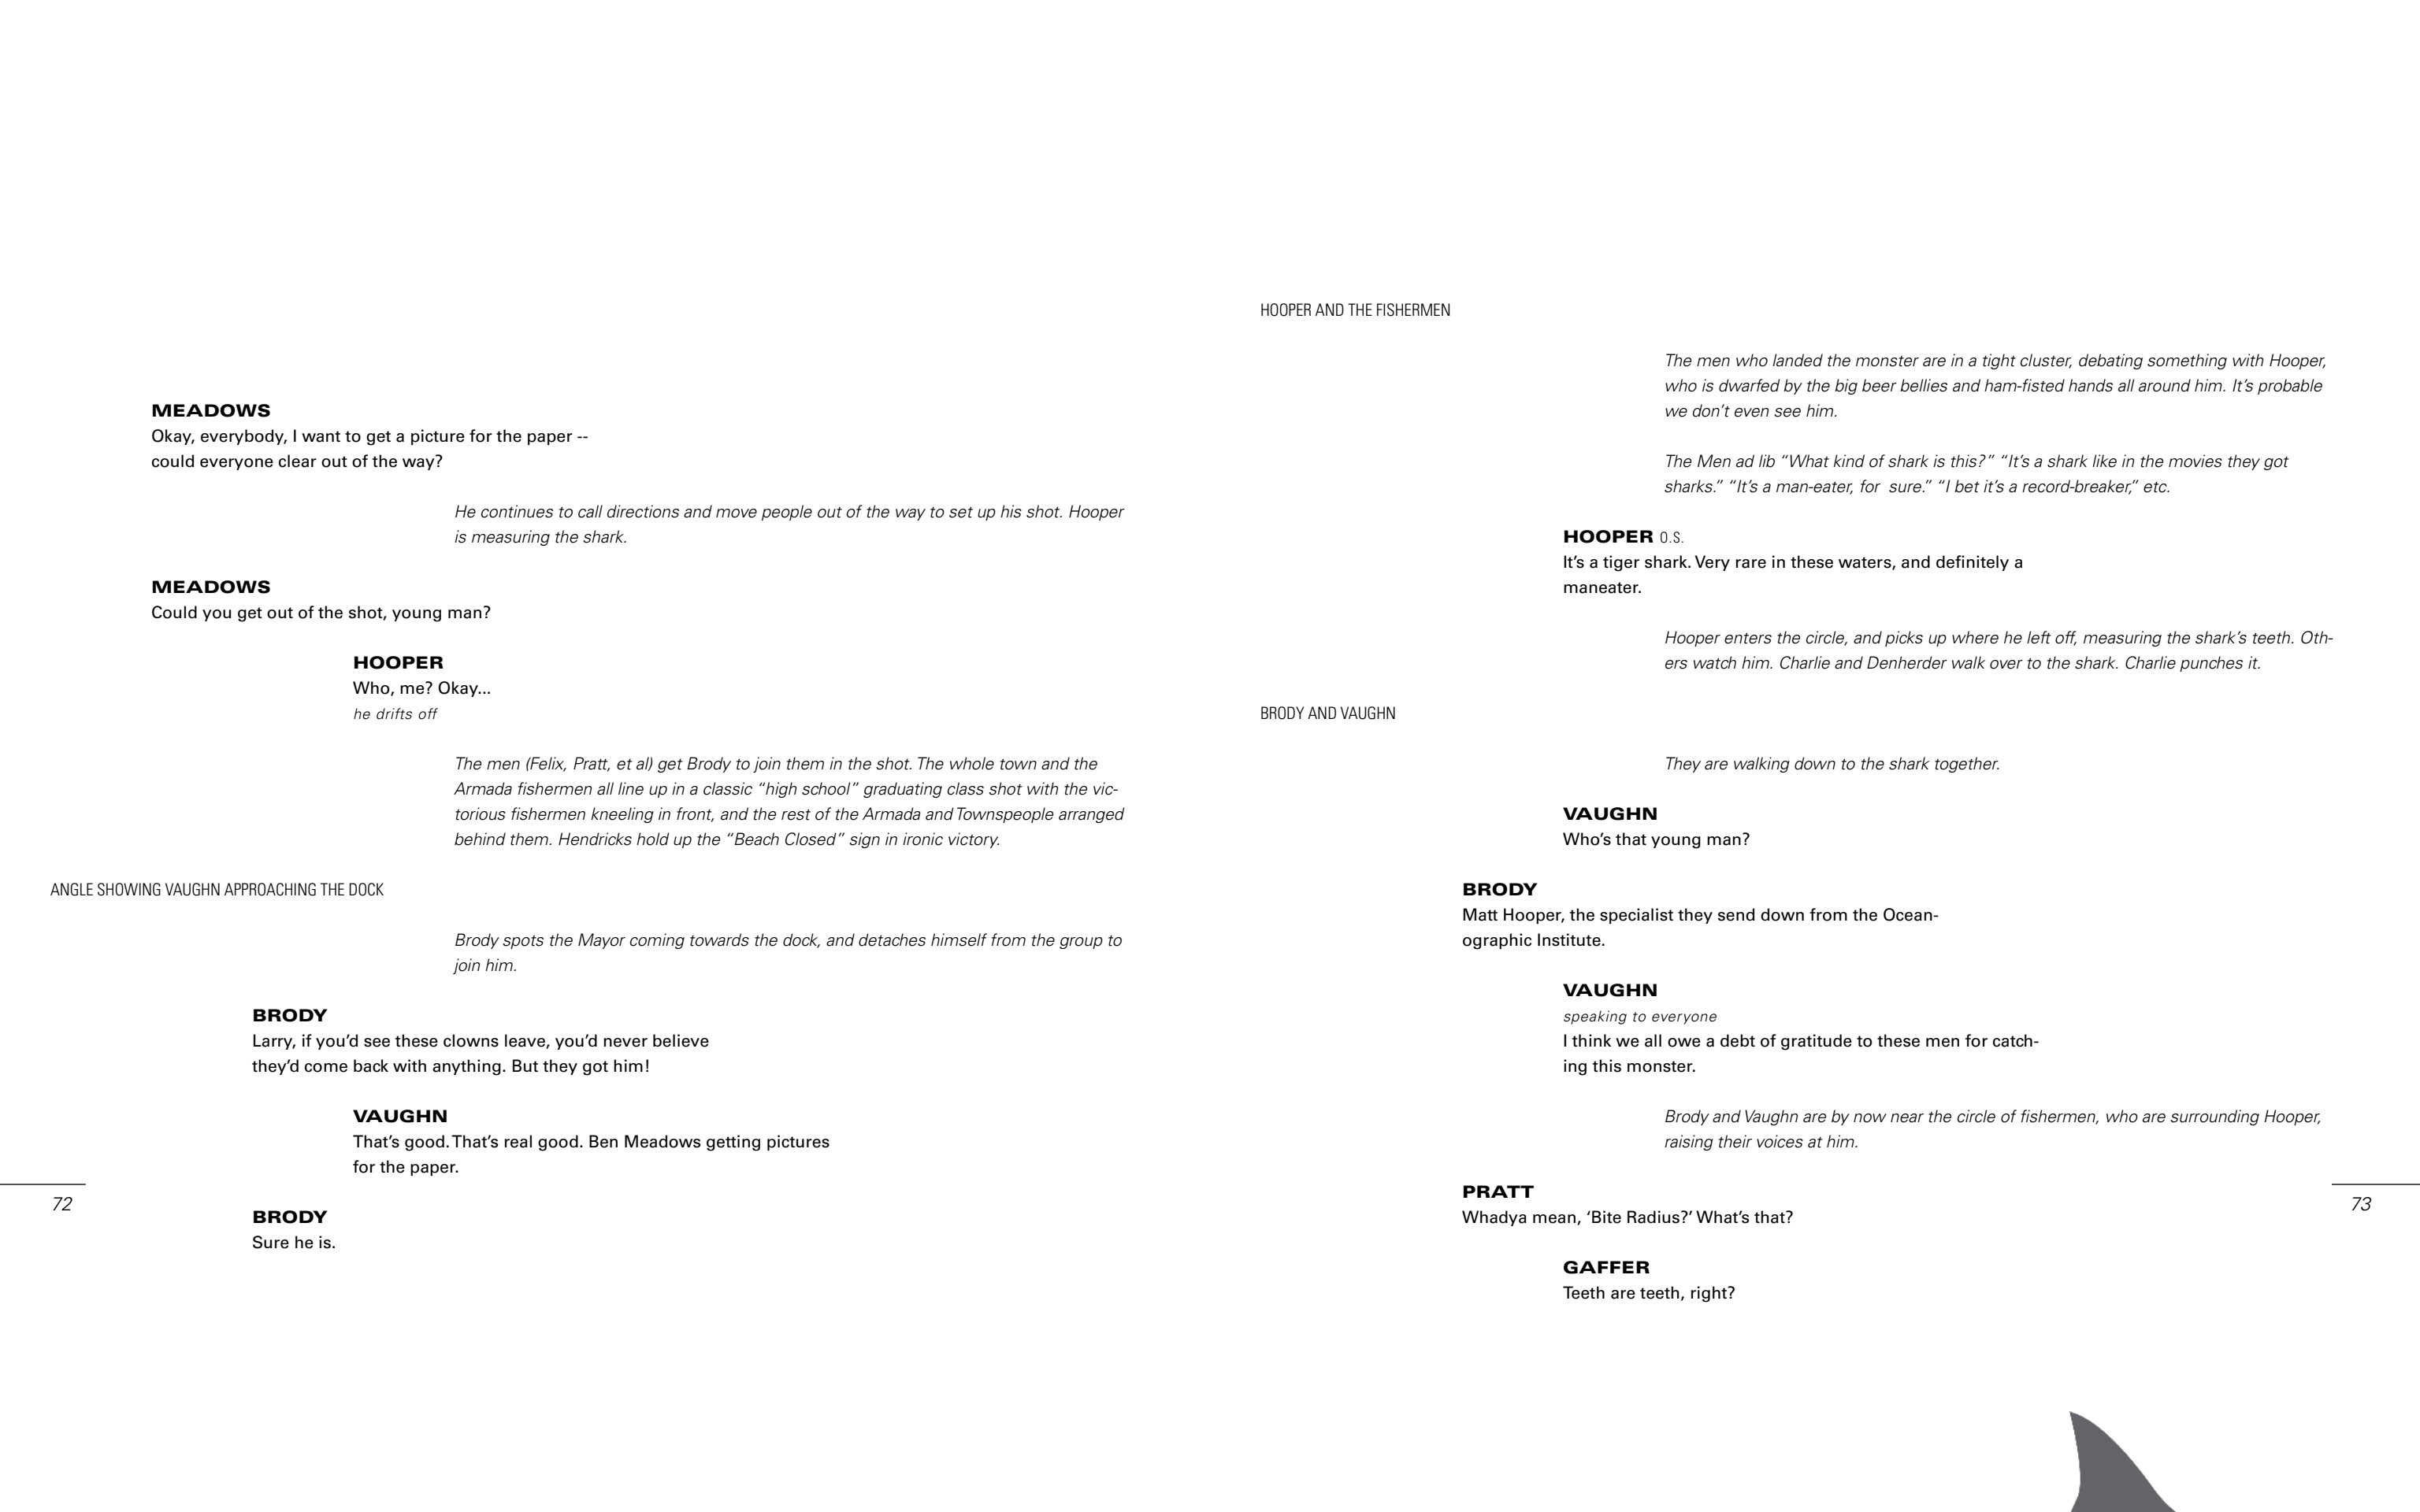 MEADOWS
Okay, everybody, I want to get a picture for the paper --
could everyone clear out of the way?
He continues to call directions and move people out of the way to set up his shot. Hooper
is measuring the shark.
MEADOWS
Could you get out of the shot, young man?
HOOPER
Who, me? Okay...
he drifts off
The men (Felix, Pratt, et al) get Brody to join them in the shot. The whole town and the
Armada fishermen all line up in a classic “high school” graduating class shot with the vic-
torious fishermen kneeling in front, and the rest of the Armada and Townspeople arranged
behind them. Hendricks hold up the “Beach Closed” sign in ironic victory.
ANGLE SHOWING VAUGHN APPROACHING THE DOCK
Brody spots the Mayor coming towards the dock, and detaches himself from the group to
join him.
BRODY
Larry, if you’d see these clowns leave, you’d never believe
they’d come back with anything. But they got him!
VAUGHN
That’s good. That’s real good. Ben Meadows getting pictures
for the paper.
BRODY
Sure he is.
72
HOOPER AND THE FISHERMEN
The men who landed the monster are in a tight cluster, debating something with Hooper,
who is dwarfed by the big beer bellies and ham-fisted hands all around him. It’s probable
we don’t even see him.
The Men ad lib “What kind of shark is this?” “It’s a shark like in the movies they got
sharks.” “It’s a man-eater, for sure.” “I bet it’s a record-breaker,” etc.
HOOPER O.S.
It’s a tiger shark. Very rare in these waters, and definitely a
maneater.
Hooper enters the circle, and picks up where he left off, measuring the shark’s teeth. Oth-
ers watch him. Charlie and Denherder walk over to the shark. Charlie punches it.
BRODY AND VAUGHN
They are walking down to the shark together.
VAUGHN
Who’s that young man?
BRODY
Matt Hooper, the specialist they send down from the Ocean-
ographic Institute.
VAUGHN
speaking to everyone
I think we all owe a debt of gratitude to these men for catch-
ing this monster.
Brody and Vaughn are by now near the circle of fishermen, who are surrounding Hooper,
raising their voices at him.
PRATT
Whadya mean, ‘Bite Radius?’ What’s that?
GAFFER
Teeth are teeth, right?
73